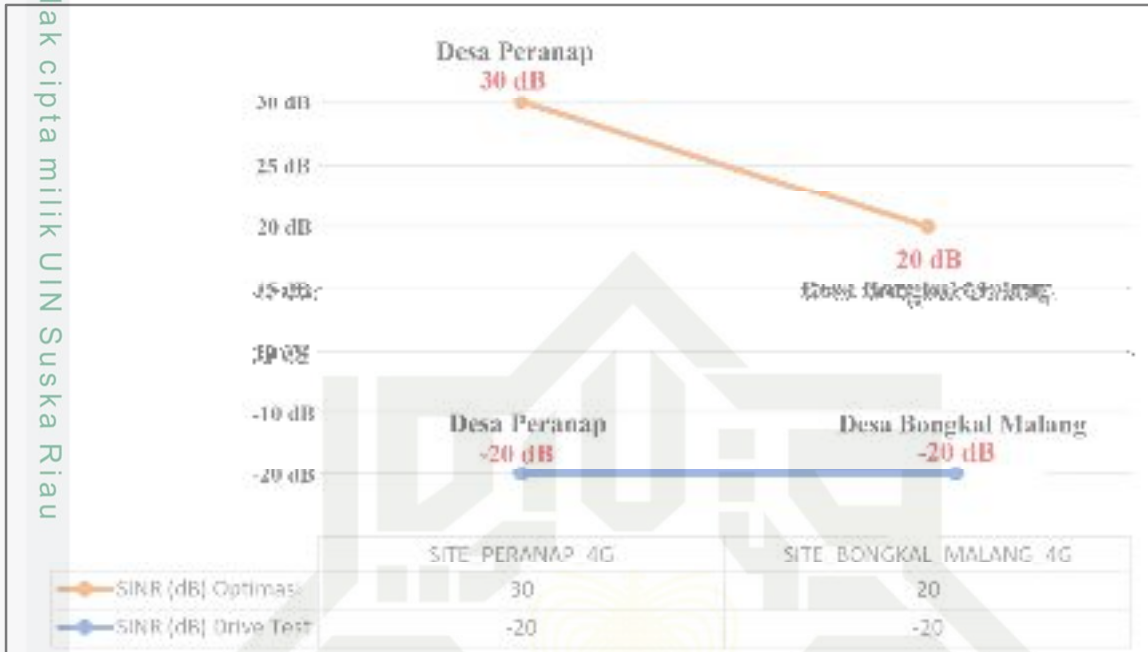 lak cipta milik UIN Suska Riau
Desa Peranap
30 dB
30 dB
25 dB
20 dB
20 dB
-10 dB
Desa Peranap
Desa Bongkal Malang
-20 dB
-20 dB
-20 dB
SITE PERANAP 4G
SITE BONGKAL MALANG 4G
SINR (dB) Optimasi
30
20
SINR (dB) Drive Test
-20
-20